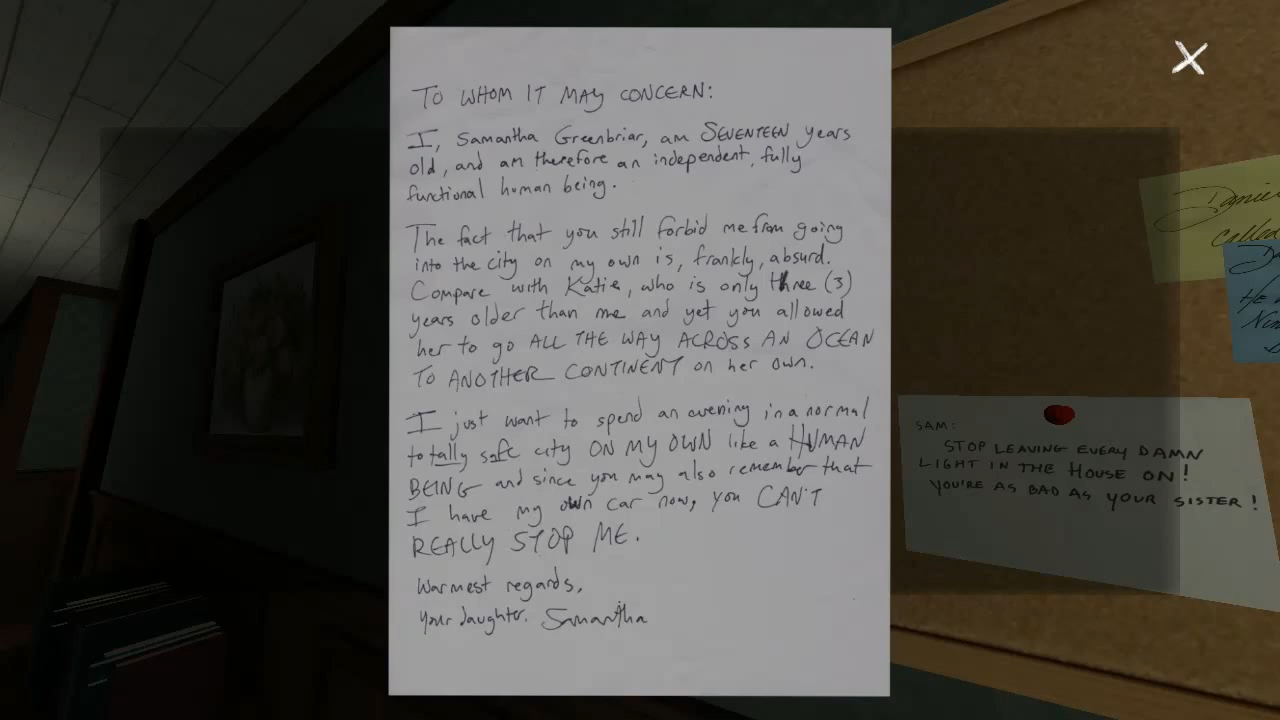 TO WHOM IT MAY CONCERN:
I, Samantha Greenbriar, am SEVENTEEN years
old, and am therefore an independent, fully
functional human being.
The fact that you still forbid me from going
into the city on my own is, frankly, absurd.
Compare with Katie, who is only three (3)
years older than me and yet you allowed
her to go ALL THE WAY ACROSS AN OCEAN
TO ANOTHER CONTINENT on her own.
I just want to spend an evening in a normal
totally safe city ON MY OWN like a HUMAN
BEING and since you may also remember that
I have my own car now, you CAN'T
REALLY STOP ME.
Warmest regards,
Your daughter. Samantha
SAM:
STOP LEAVING EVERY DAMN
LIGHT IN THE HOUSE ON!
YOU'RE AS BAD AS YOUR SISTER!